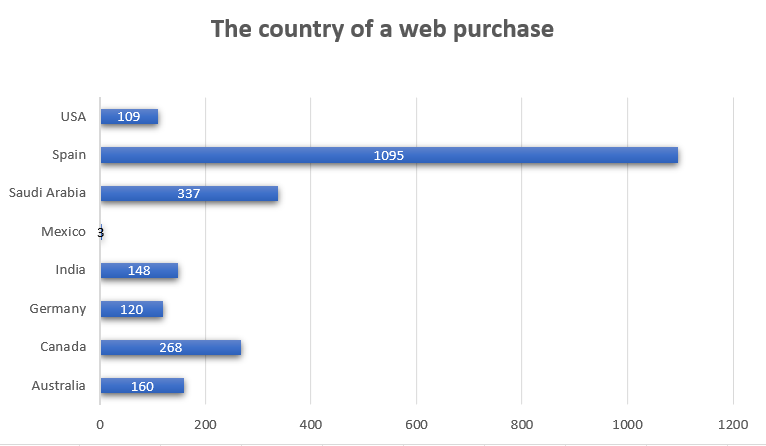 The country of a web purchase
USA 109
Spain 1095
Saudi Arabia 337
Mexico 3
India 148
Germany 120
Canada 268
Australia 160
0 200 400 600 800 1000 1200